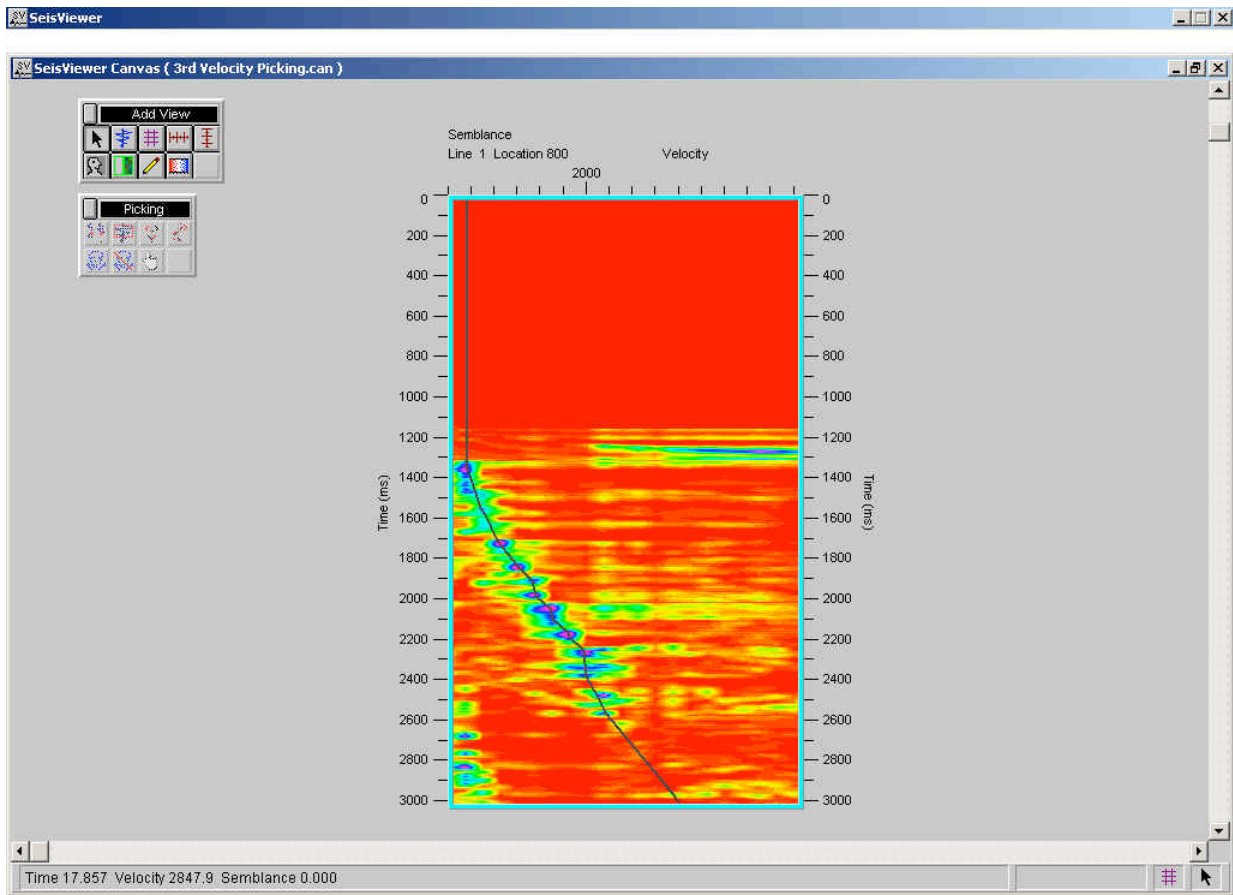 SV SeisViewer
SV SeisViewer Canvas ( 3rd Velocity Picking.can )
Add View
Picking
Semblance
Line 1 Location 800 Velocity
2000
0 0
200 200
400 400
600 600
800 800
1000 1000
1200 1200
1400 1400
Time (ms) Time (ms)
1600 1600
1800 1800
2000 2000
2200 2200
2400 2400
2600 2600
2800 2800
3000 3000
Time 17.857 Velocity 2847.9 Semblance 0.000